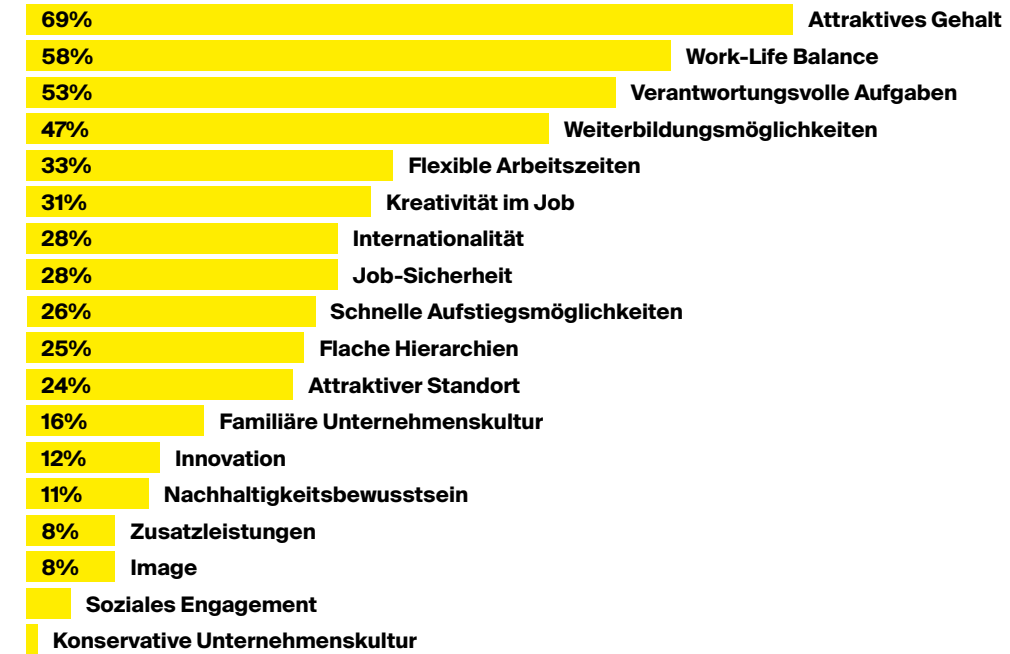 69% Attraktives Gehalt
58% Work-Life Balance
53% Verantwortungsvolle Aufgaben
47% Weiterbildungsmöglichkeiten
33% Flexible Arbeitszeiten
31% Kreativität im Job
28% Internationalität
28% Job-Sicherheit
26% Schnelle Aufstiegsmöglichkeiten
25% Flache Hierarchien
24% Attraktiver Standort
16% Familiäre Unternehmenskultur
12% Innovation
11% Nachhaltigkeitsbewusstsein
8% Zusatzleistungen
8% Image
Soziales Engagement
Konservative Unternehmenskultur